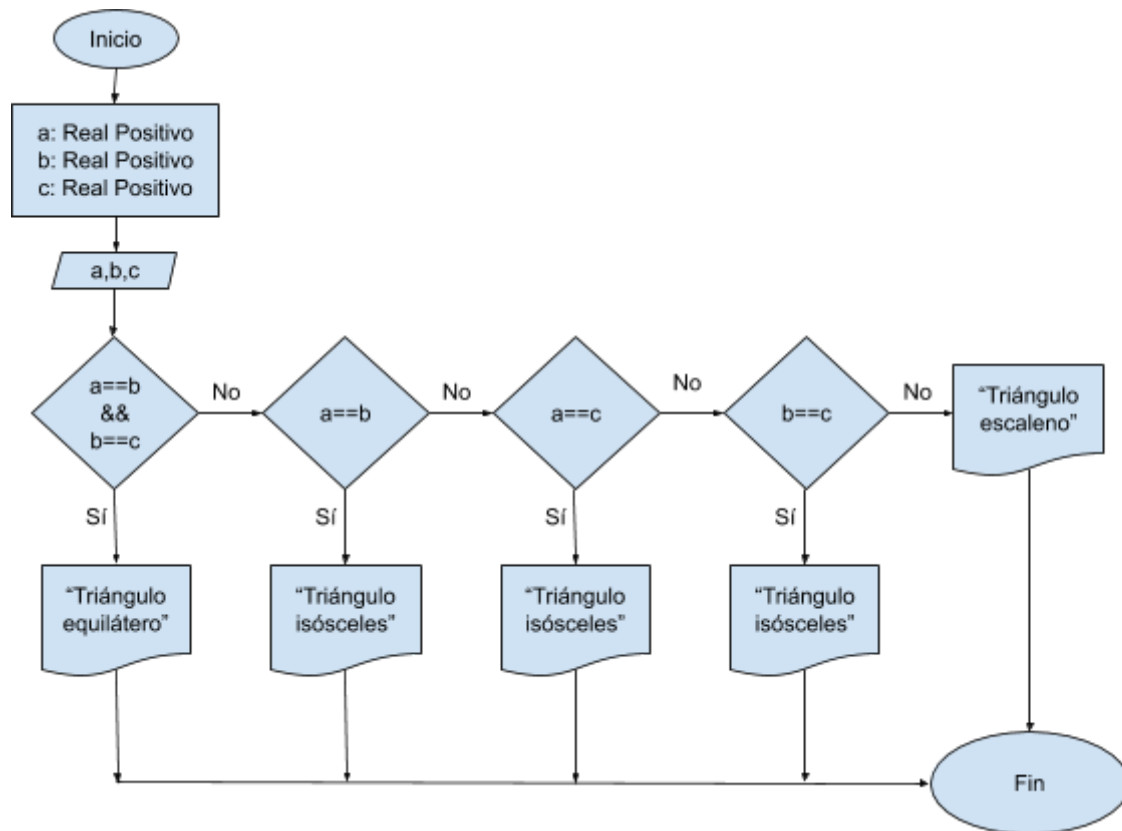 Inicio
a: Real Positivo
b: Real Positivo
c: Real Positivo
a,b,c
a==b
&&
b==c
No
a==b
No
a==c
No
b==c
No
“Triángulo
escaleno”
Sí
Sí
Sí
Sí
“Triángulo
equilátero”
“Triángulo
isósceles”
“Triángulo
isósceles”
“Triángulo
isósceles”
Fin